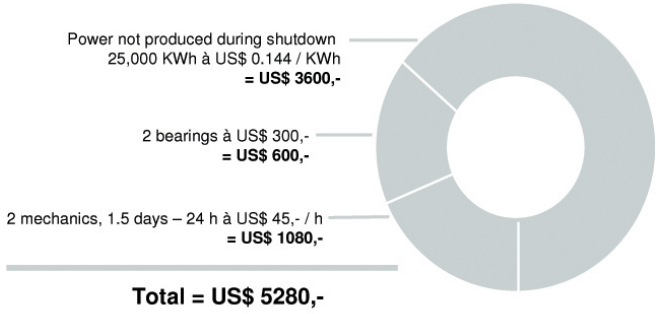 Power not produced during shutdown
25,000 KWh à US$ 0.144 / KWh
= US$ 3600,-
2 bearings à US$ 300,-
= US$ 600,-
2 mechanics, 1.5 days – 24 h à US$ 45,- / h
= US$ 1080,-
Total = US$ 5280,-